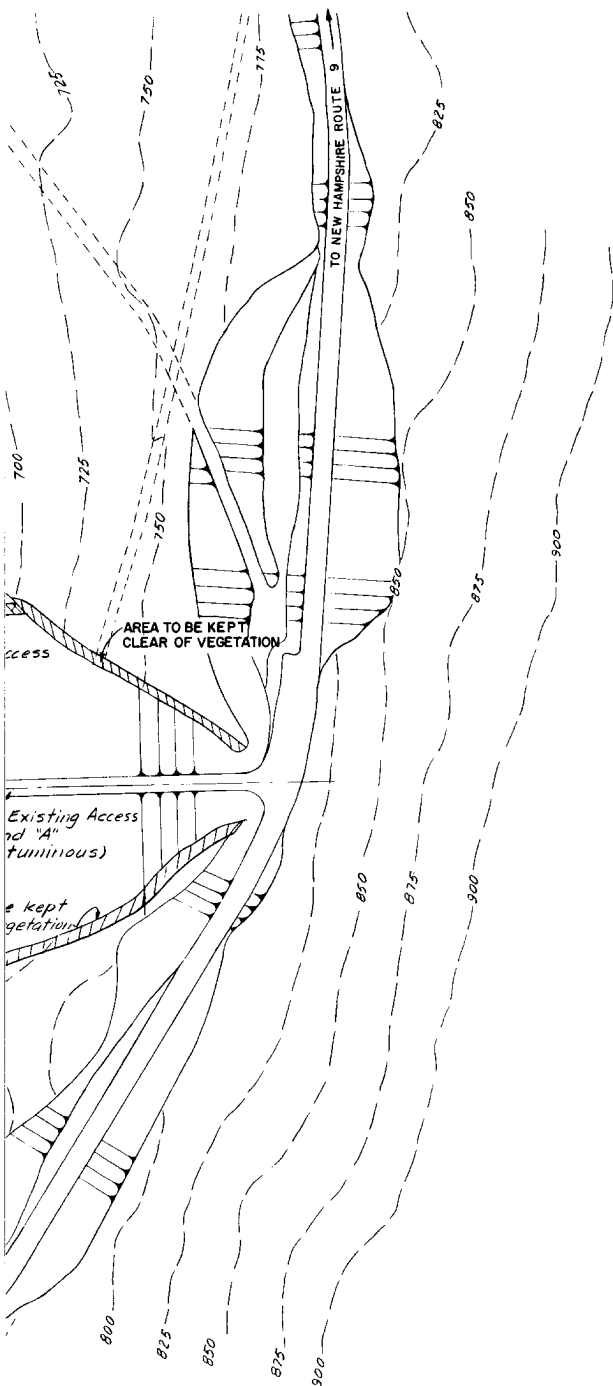 725
750
775
TO NEW HAMPSHIRE ROUTE 9
825
850
700
725
750
850
875
900
AREA TO BE KEPT
CLEAR OF VEGETATION
ccess
Existing Access
nd "A"
tuminous)
e kept
getation
850
875
900
800
825
850
875
900